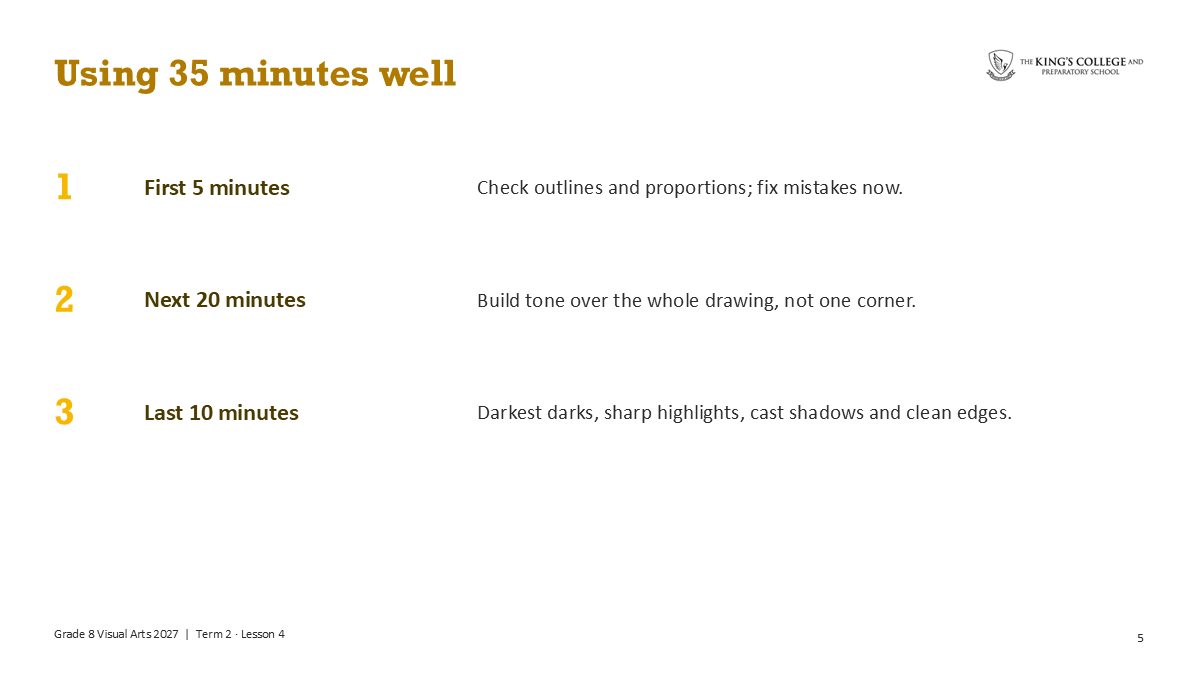 Using 35 minutes well
THE KING'S COLLEGE AND
PREPARATORY SCHOOL
1 First 5 minutes Check outlines and proportions; fix mistakes now.
2 Next 20 minutes Build tone over the whole drawing, not one corner.
3 Last 10 minutes Darkest darks, sharp highlights, cast shadows and clean edges.
Grade 8 Visual Arts 2027 | Term 2 · Lesson 4
5